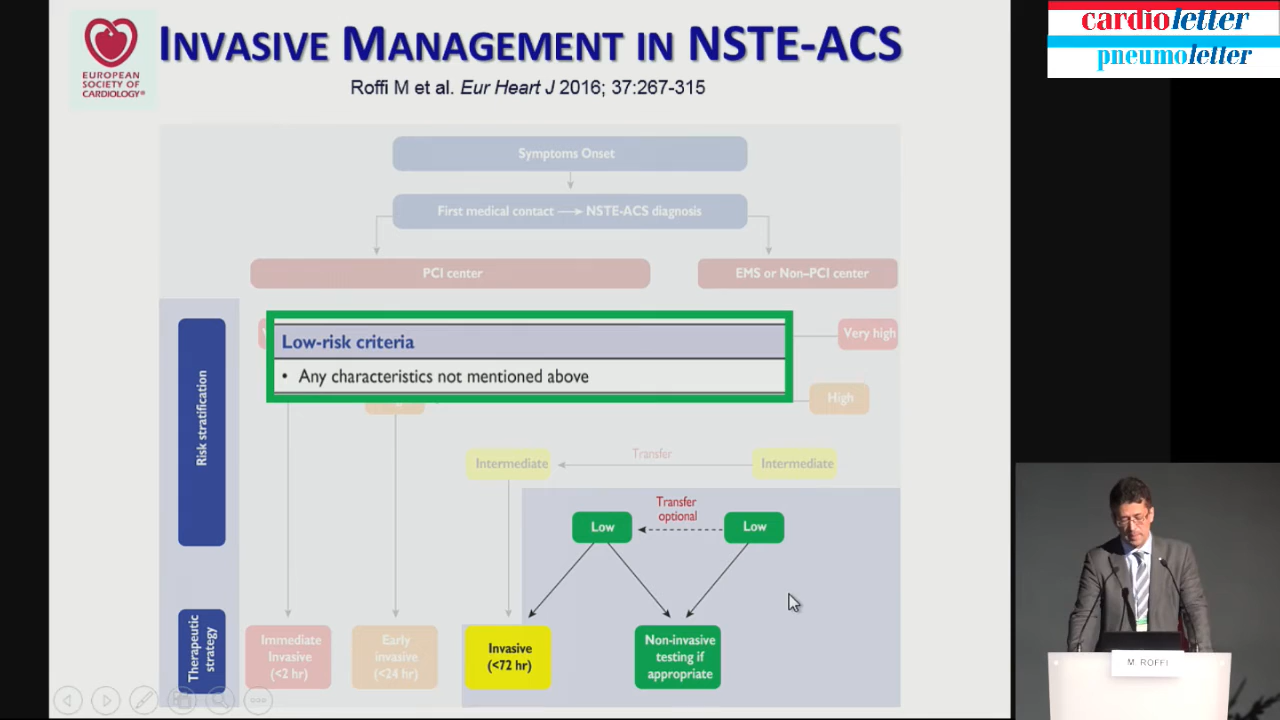 cardioletter
pneumoletter
EUROPEAN
SOCIETY OF
CARDIOLOGY®
INVASIVE MANAGEMENT IN NSTE-ACS
Roffi M et al. Eur Heart J 2016; 37:267-315
Symptoms Onset
First medical contact → NSTE-ACS diagnosis
PCI center
EMS or Non-PCI center
Low-risk criteria
• Any characteristics not mentioned above
Very high
High
Risk stratification
Intermediate
Transfer
Intermediate
Transfer
optional
Low
Low
Therapeutic
strategy
Immediate
Invasive
(<2 hr)
Early
invasive
(<24 hr)
Invasive
(<72 hr)
Non-invasive
testing if
appropriate
M. ROFFI